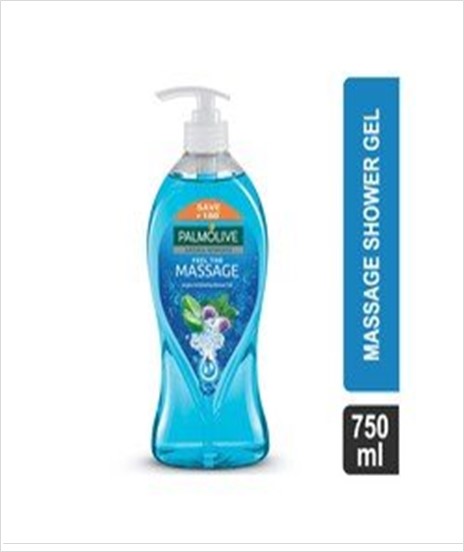 SAVE
PALMOLIVE
FEEL THE
MASSAGE
MASSAGE SHOWER GEL
750
ml